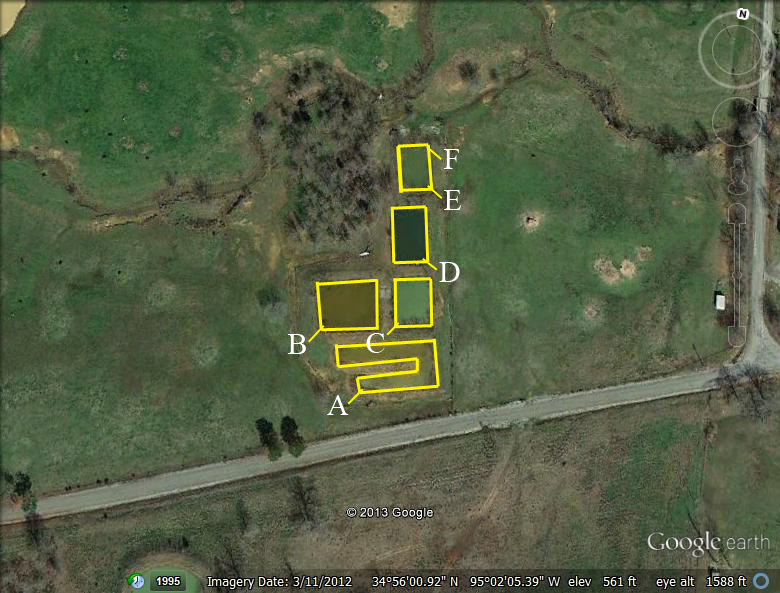 N
F
E
D
B
C
A
© 2013 Google
Google earth
1995 Imagery Date: 3/11/2012 34°56'00.92" N 95°02'05.39" W elev 561 ft eye alt 1588 ft